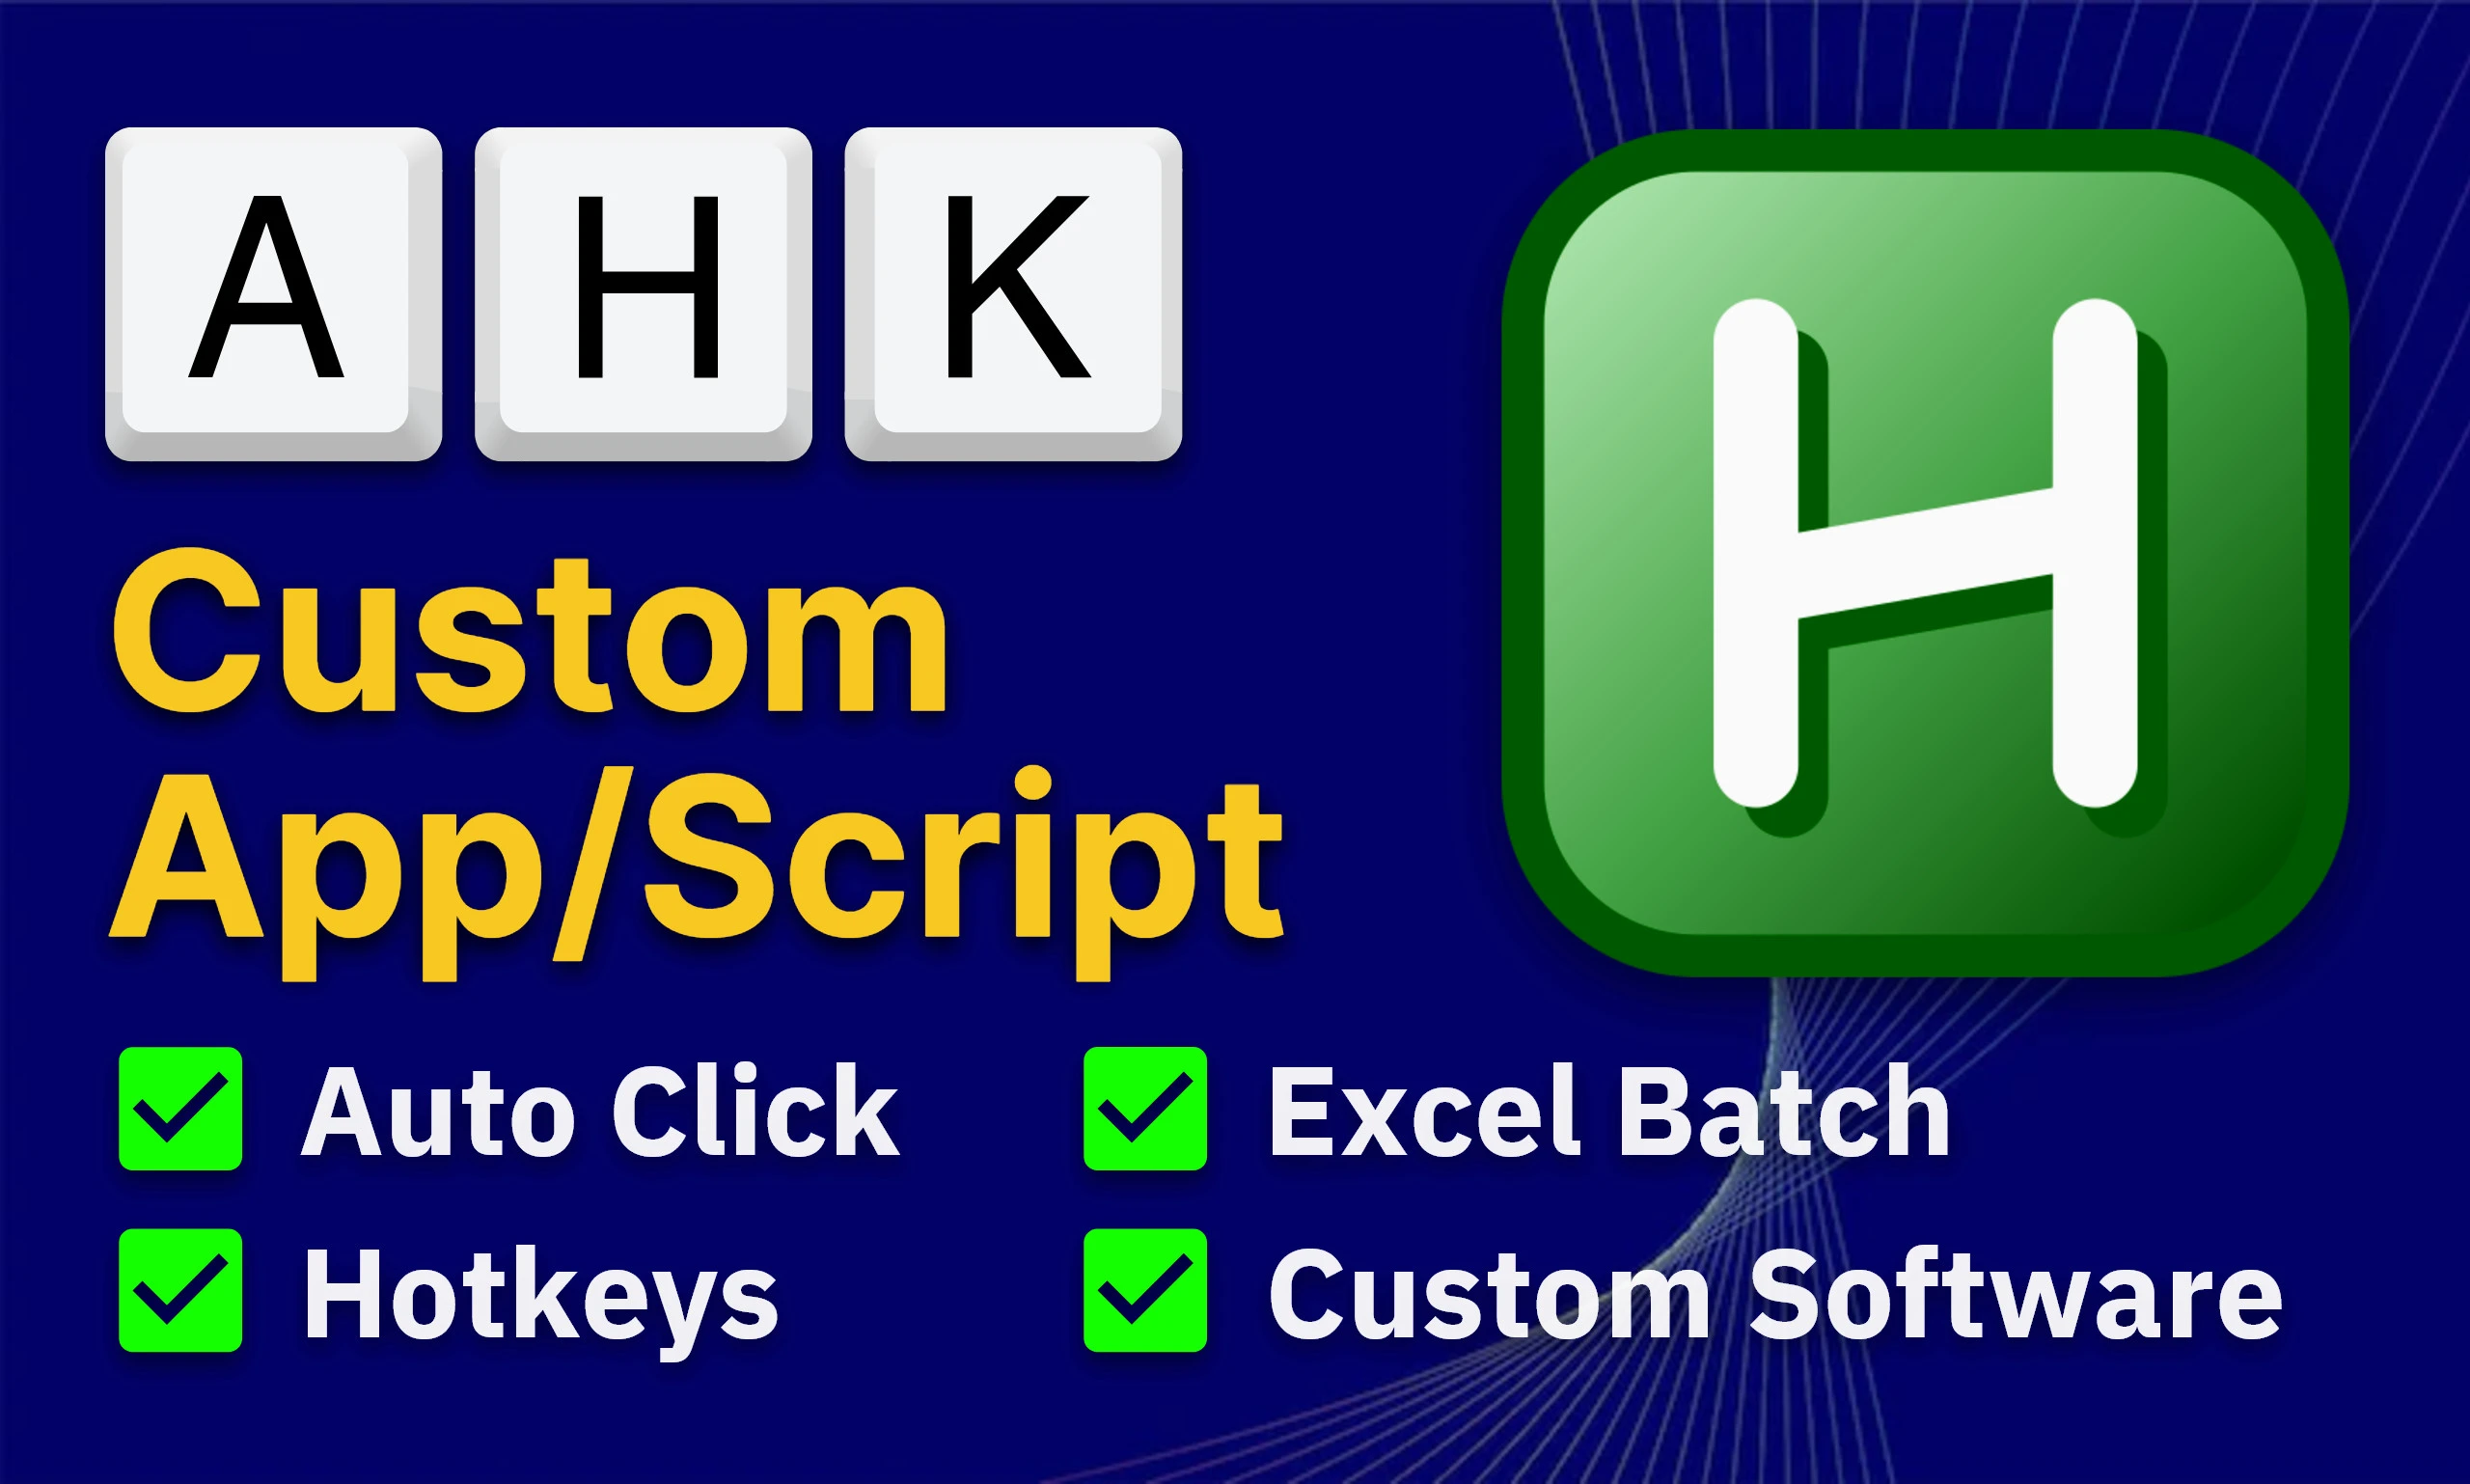 A H K
H
Custom
App/Script
Auto Click
Excel Batch
Hotkeys
Custom Software